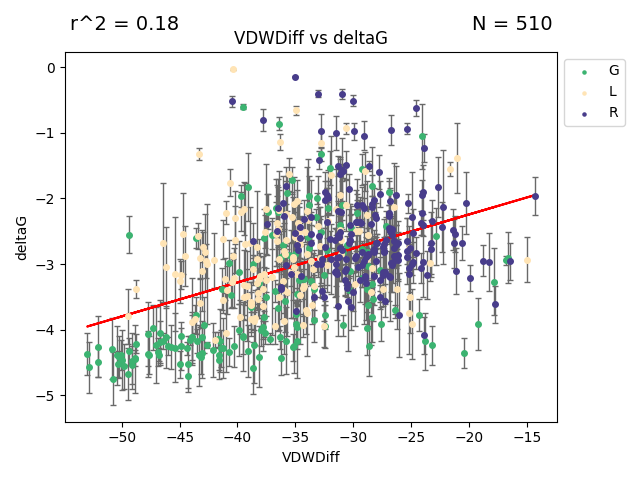 r^2 = 0.18
N = 510
VDWDiff vs deltaG
G
L
R
deltaG
0
−1
−2
−3
−4
−5
−50
−45
−40
−35
−30
−25
−20
−15
VDWDiff